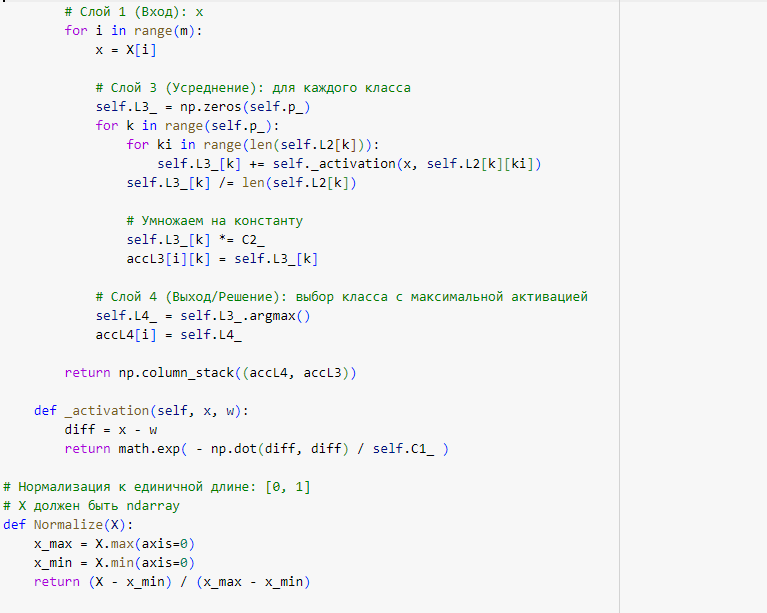 # Слой 1 (Вход): x
for i in range(m):
x = X[i]
# Слой 3 (Усреднение): для каждого класса
self.L3_ = np.zeros(self.p_)
for k in range(self.p_):
for ki in range(len(self.L2[k])):
self.L3_[k] += self._activation(x, self.L2[k][ki])
self.L3_[k] /= len(self.L2[k])
# Умножаем на константу
self.L3_[k] *= C2_
accL3[i][k] = self.L3_[k]
# Слой 4 (Выход/Решение): выбор класса с максимальной активацией
self.L4_ = self.L3_.argmax()
accL4[i] = self.L4_
return np.column_stack((accL4, accL3))
def _activation(self, x, w):
diff = x - w
return math.exp( - np.dot(diff, diff) / self.C1_ )
# Нормализация к единичной длине: [0, 1]
# X должен быть ndarray
def Normalize(X):
x_max = X.max(axis=0)
x_min = X.min(axis=0)
return (X - x_min) / (x_max - x_min)